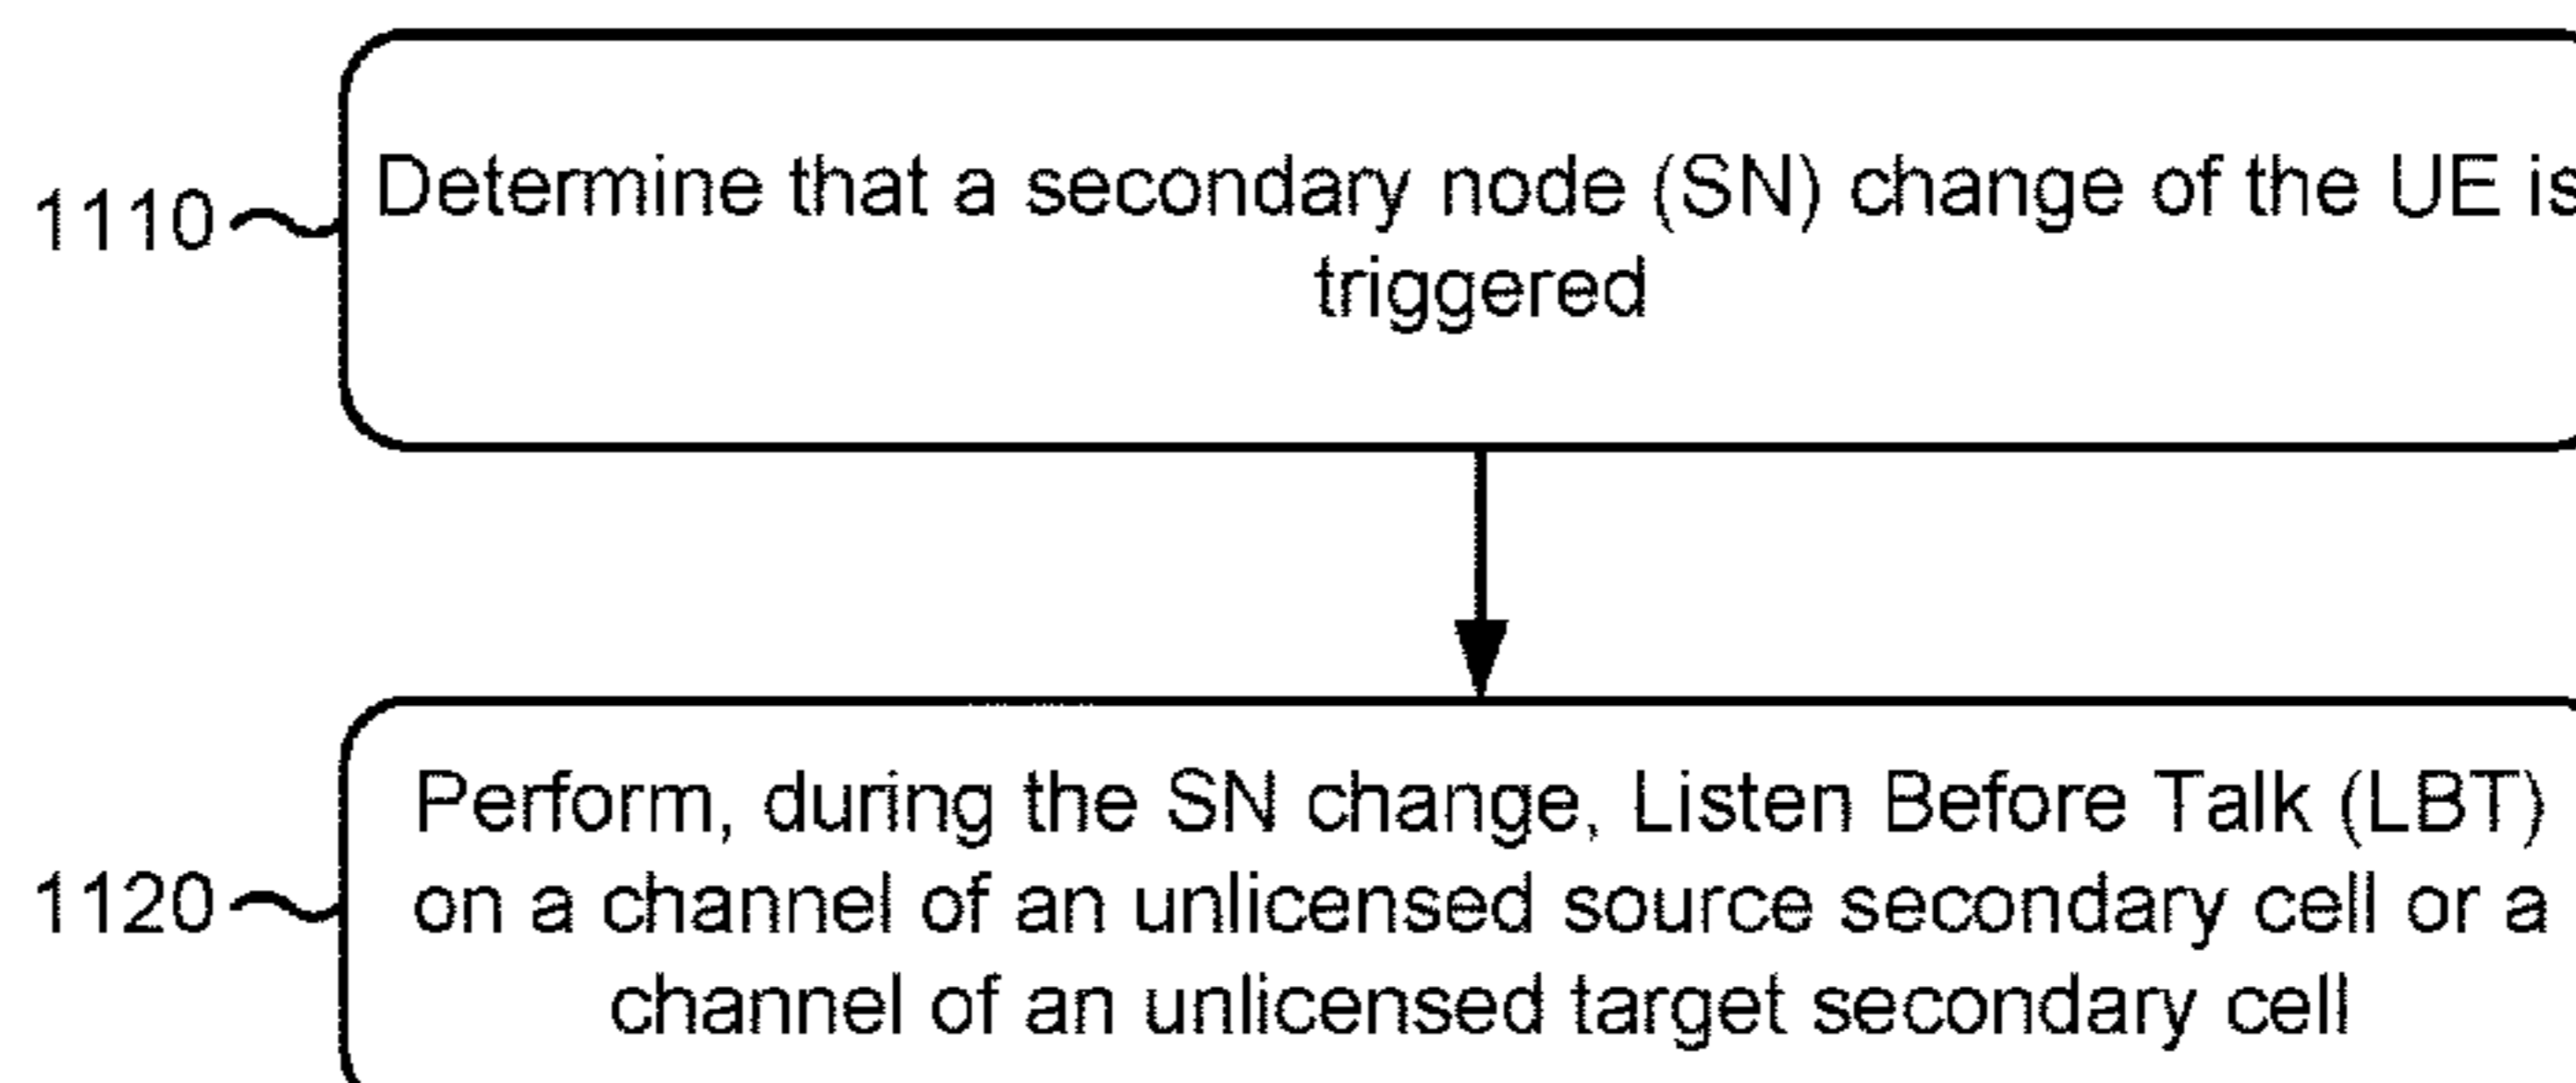 1110
Determine that a secondary node (SN) change of the UE is
triggered
Perform, during the SN change, Listen Before Talk (LBT)
1120
on a channel of an unlicensed source secondary cell or a
channel of an unlicensed target secondary cell